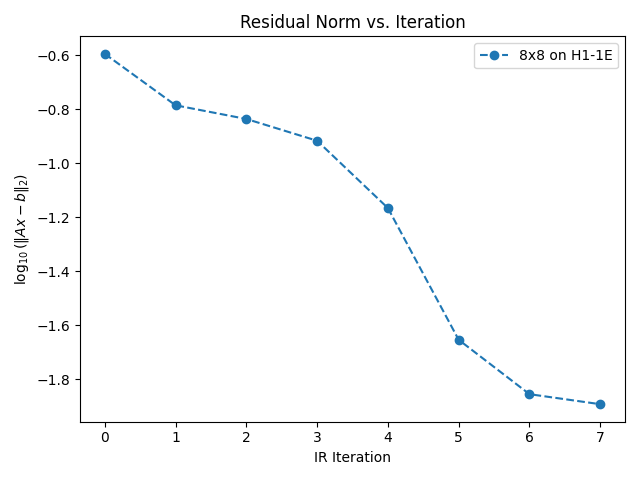 Residual Norm vs. Iteration
8x8 on H1-1E
−0.6
−0.8
−1.0
−1.2
−1.4
−1.6
−1.8
log₁₀(‖Ax − b‖₂)
0 1 2 3 4 5 6 7
IR Iteration